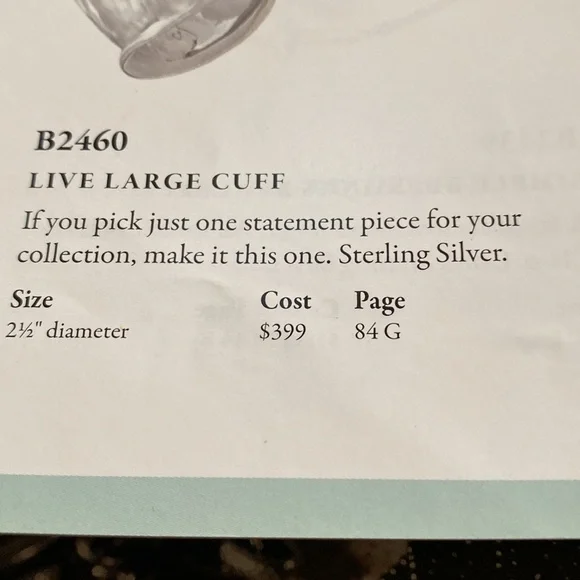 B2460
LIVE LARGE CUFF
If you pick just one statement piece for your
collection, make it this one. Sterling Silver.
Size Cost Page
2½" diameter $399 84 G